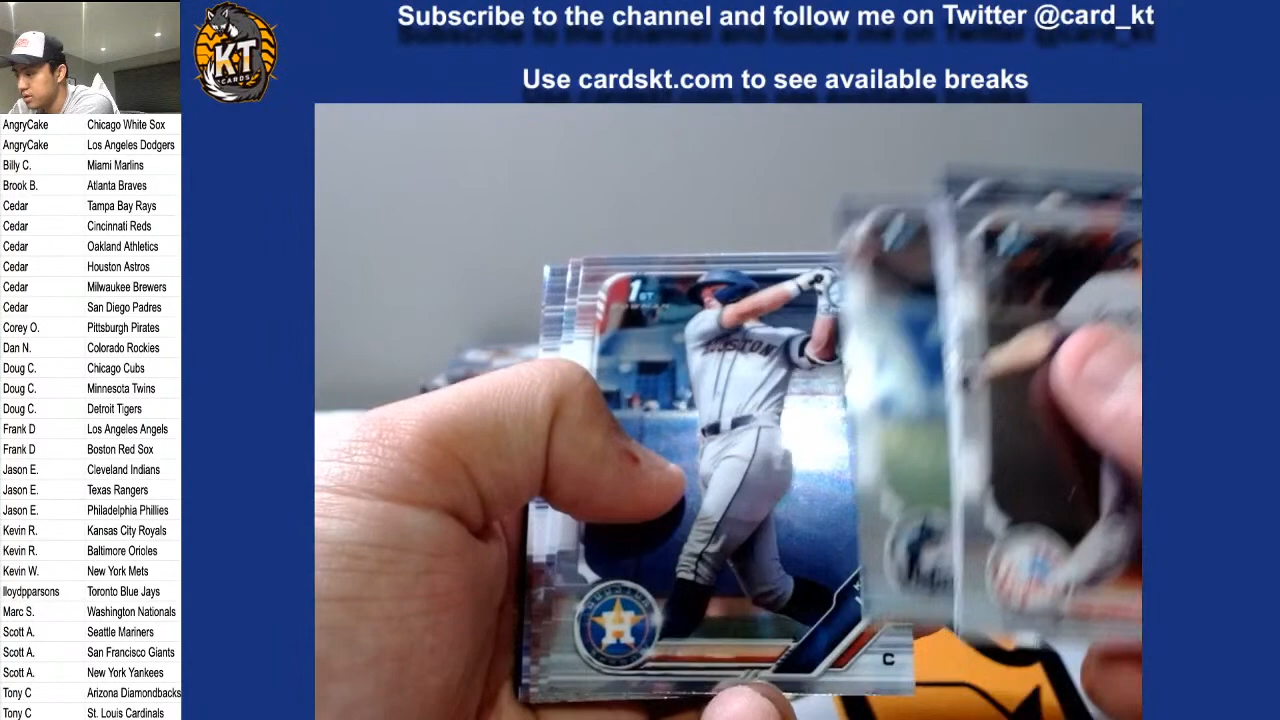 Subscribe to the channel and follow me on Twitter @card_kt
Use cardskt.com to see available breaks
KT
CARDS
AngryCake Chicago White Sox
AngryCake Los Angeles Dodgers
Billy C. Miami Marlins
Brook B. Atlanta Braves
Cedar Tampa Bay Rays
Cedar Cincinnati Reds
Cedar Oakland Athletics
Cedar Houston Astros
Cedar Milwaukee Brewers
Cedar San Diego Padres
Corey O. Pittsburgh Pirates
Dan N. Colorado Rockies
Doug C. Chicago Cubs
Doug C. Minnesota Twins
Doug C. Detroit Tigers
Frank D Los Angeles Angels
Frank D Boston Red Sox
Jason E. Cleveland Indians
Jason E. Texas Rangers
Jason E. Philadelphia Phillies
Kevin R. Kansas City Royals
Kevin R. Baltimore Orioles
Kevin W. New York Mets
lloydpparsons Toronto Blue Jays
Marc S. Washington Nationals
Scott A. Seattle Mariners
Scott A. San Francisco Giants
Scott A. New York Yankees
Tony C Arizona Diamondbacks
Tony C St. Louis Cardinals
1ST
BOWMAN
HOUSTON
HOUSTON
H
C